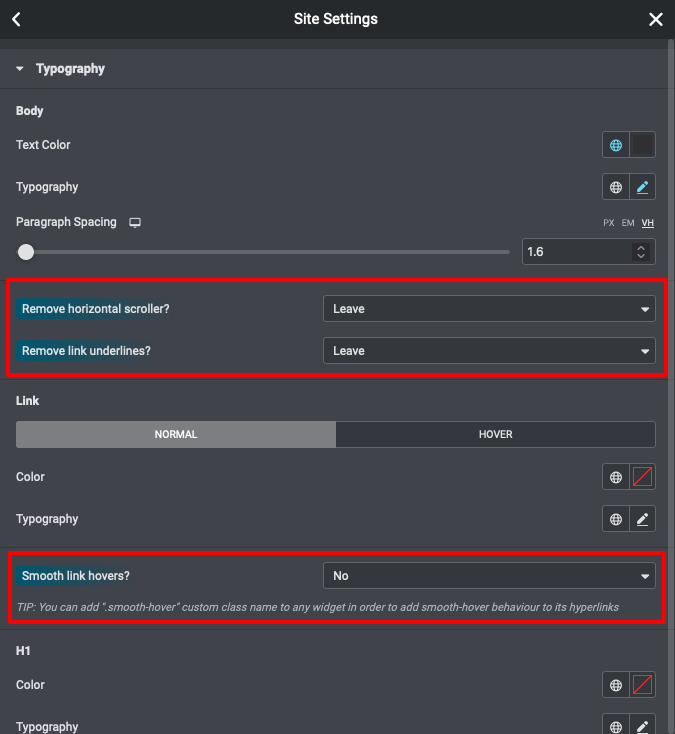 Site Settings
Typography
Body
Text Color
Typography
Paragraph Spacing PX EM VH
1.6
Remove horizontal scroller? Leave
Remove link underlines? Leave
Link
NORMAL HOVER
Color
Typography
Smooth link hovers? No
TIP: You can add ".smooth-hover" custom class name to any widget in order to add smooth-hover behaviour to its hyperlinks
H1
Color
Typography